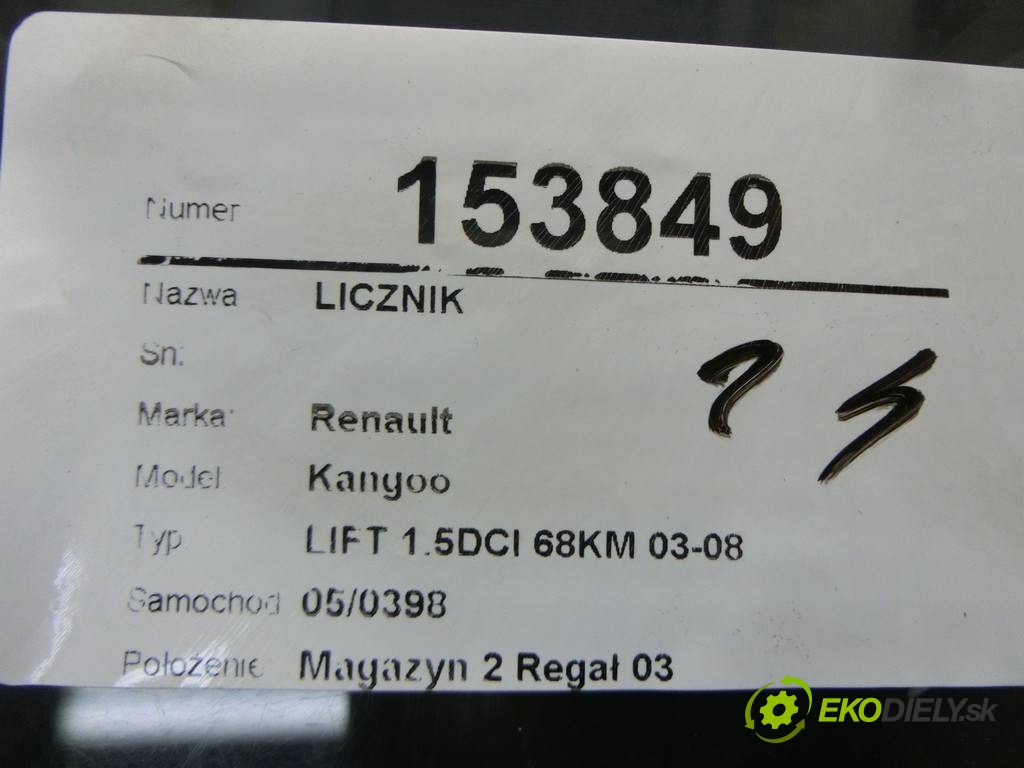 Numer 153849
Nazwa LICZNIK
Sn:
Marka: Renault
Model Kangoo
Typ LIFT 1.5DCI 68KM 03-08
Samochod 05/0398
Położenie Magazyn 2 Regał 03
EKODIELY.sk